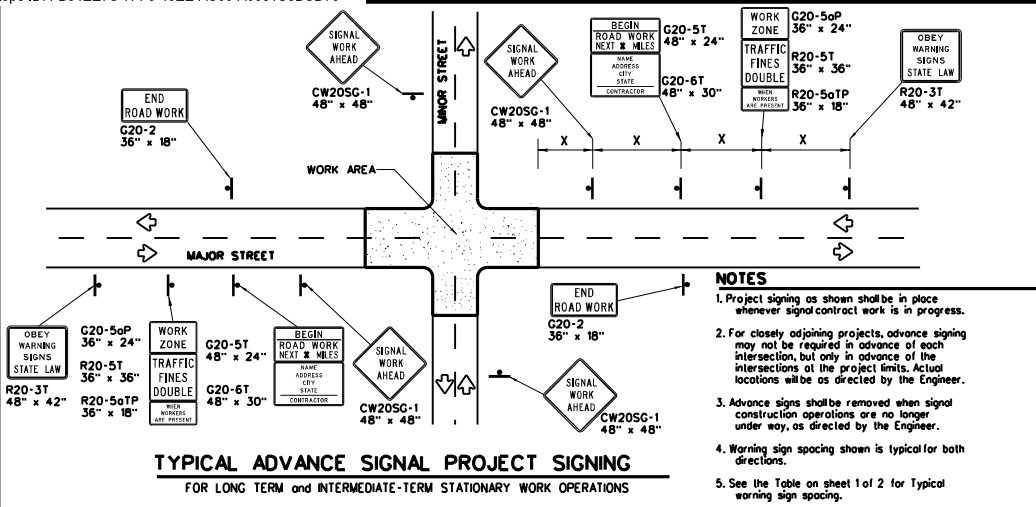 SIGNAL
WORK
AHEAD
CW20SG-1
48" x 48"
MINOR STREET
END
ROAD WORK
G20-2
36" x 18"
WORK AREA
SIGNAL
WORK
AHEAD
CW20SG-1
48" x 48"
BEGIN
ROAD WORK
NEXT X MILES
NAME
ADDRESS
CITY
STATE
CONTRACTOR
G20-5T
48" x 24"
G20-6T
48" x 30"
WORK
ZONE
TRAFFIC
FINES
DOUBLE
WHEN
WORKERS
ARE PRESENT
G20-5aP
36" x 24"
R20-5T
36" x 36"
R20-5aTP
36" x 18"
OBEY
WARNING
SIGNS
STATE LAW
R20-3T
48" x 42"
X X X X
MAJOR STREET
OBEY
WARNING
SIGNS
STATE LAW
R20-3T
48" x 42"
G20-5aP
36" x 24"
R20-5T
36" x 36"
R20-5aTP
36" x 18"
WORK
ZONE
TRAFFIC
FINES
DOUBLE
WHEN
WORKERS
ARE PRESENT
G20-5T
48" x 24"
G20-6T
48" x 30"
BEGIN
ROAD WORK
NEXT X MILES
NAME
ADDRESS
CITY
STATE
CONTRACTOR
SIGNAL
WORK
AHEAD
CW20SG-1
48" x 48"
END
ROAD WORK
G20-2
36" x 18"
SIGNAL
WORK
AHEAD
CW20SG-1
48" x 48"
TYPICAL ADVANCE SIGNAL PROJECT SIGNING
FOR LONG TERM and INTERMEDIATE-TERM STATIONARY WORK OPERATIONS
NOTES
1. Project signing as shown shall be in place
whenever signal contract work is in progress.
2. For closely adjoining projects, advance signing
may not be required in advance of each
intersection, but only in advance of the
intersections at the project limits. Actual
locations will be as directed by the Engineer.
3. Advance signs shall be removed when signal
construction operations are no longer
under way, as directed by the Engineer.
4. Warning sign spacing shown is typical for both
directions.
5. See the Table on sheet 1 of 2 for Typical
warning sign spacing.